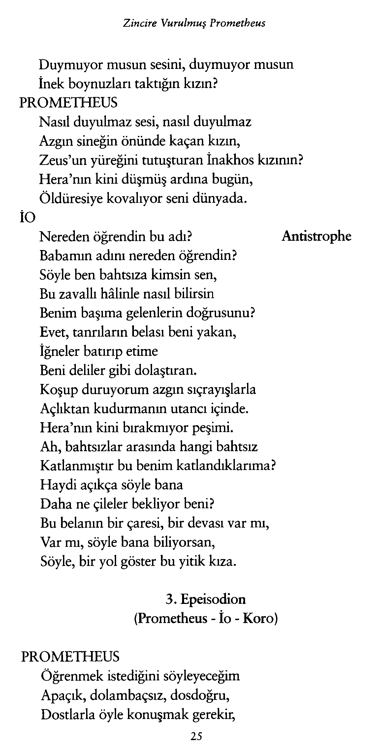 Zincire Vurulmuş Prometheus
Duymuyor musun sesini, duymuyor musun
İnek boynuzları taktığın kızın?
PROMETHEUS
Nasıl duyulmaz sesi, nasıl duyulmaz
Azgın sineğin önünde kaçan kızın,
Zeus'un yüreğini tutuşturan İnakhos kızının?
Hera'nın kini düşmüş ardına bugün,
Öldüresiye kovalıyor seni dünyada.
İO
Nereden öğrendin bu adı? Antistrophe
Babamın adını nereden öğrendin?
Söyle ben bahtsıza kimsin sen,
Bu zavallı hâlinle nasıl bilirsin
Benim başıma gelenlerin doğrusunu?
Evet, tanrıların belası beni yakan,
İğneler batırıp etime
Beni deliler gibi dolaştıran.
Koşup duruyorum azgın sıçrayışlarla
Açlıktan kudurmanın utancı içinde.
Hera'nın kini bırakmıyor peşimi.
Ah, bahtsızlar arasında hangi bahtsız
Katlanmıştır bu benim katlandıklarıma?
Haydi açıkça söyle bana
Daha ne çileler bekliyor beni?
Bu belanın bir çaresi, bir devası var mı,
Var mı, söyle bana biliyorsan,
Söyle, bir yol göster bu yitik kıza.
3. Epeisodion
(Prometheus - İo - Koro)
PROMETHEUS
Öğrenmek istediğini söyleyeceğim
Apaçık, dolambaçsız, dosdoğru,
Dostlarla öyle konuşmak gerekir,
25